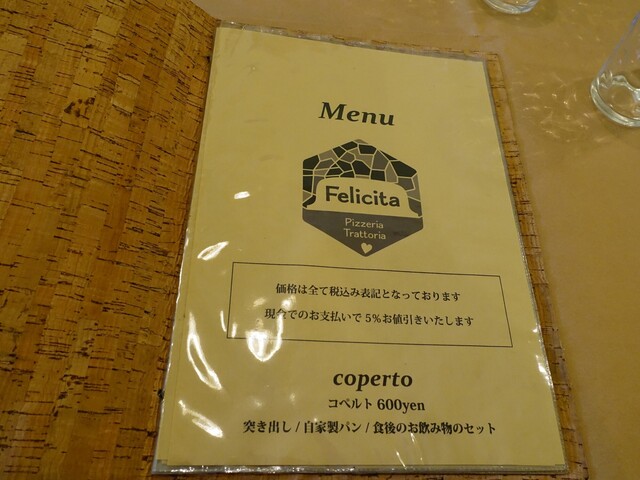 Menu
Felicita
Pizzeria
Trattoria
価格は全て税込み表記となっております
現金でのお支払いで5%お値引きいたします
coperto
コペルト 600yen
突き出し / 自家製パン / 食後のお飲み物のセット